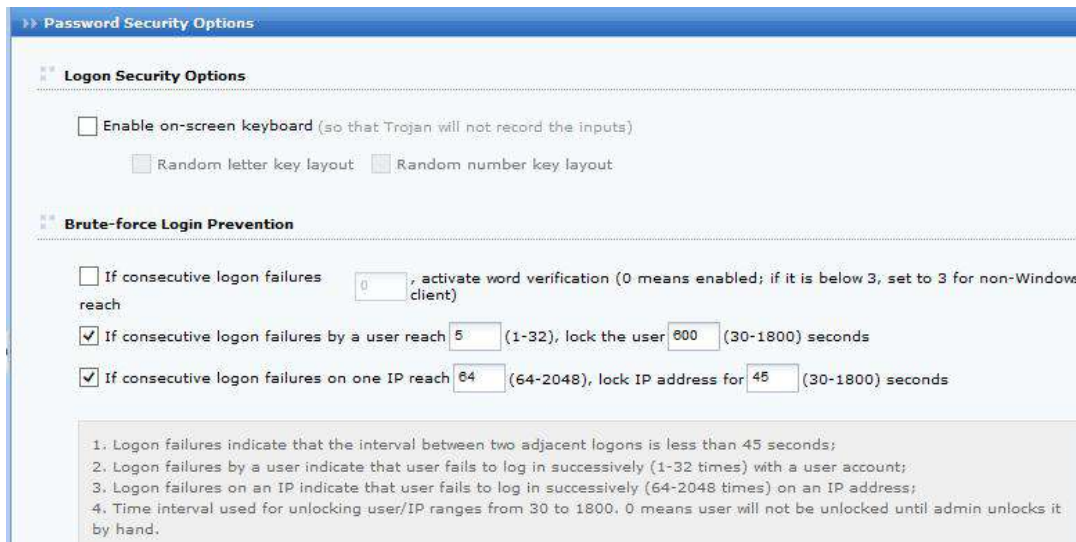 Password Security Options
Logon Security Options
Enable on-screen keyboard (so that Trojan will not record the inputs)
Random letter key layout Random number key layout
Brute-force Login Prevention
If consecutive logon failures reach 0 , activate word verification (0 means enabled; if it is below 3, set to 3 for non-Windows client)
If consecutive logon failures by a user reach 5 (1-32), lock the user 600 (30-1800) seconds
If consecutive logon failures on one IP reach 64 (64-2048), lock IP address for 45 (30-1800) seconds
1. Logon failures indicate that the interval between two adjacent logons is less than 45 seconds;
2. Logon failures by a user indicate that user fails to log in successively (1-32 times) with a user account;
3. Logon failures on an IP indicate that user fails to log in successively (64-2048 times) on an IP address;
4. Time interval used for unlocking user/IP ranges from 30 to 1800. 0 means user will not be unlocked until admin unlocks it
by hand.